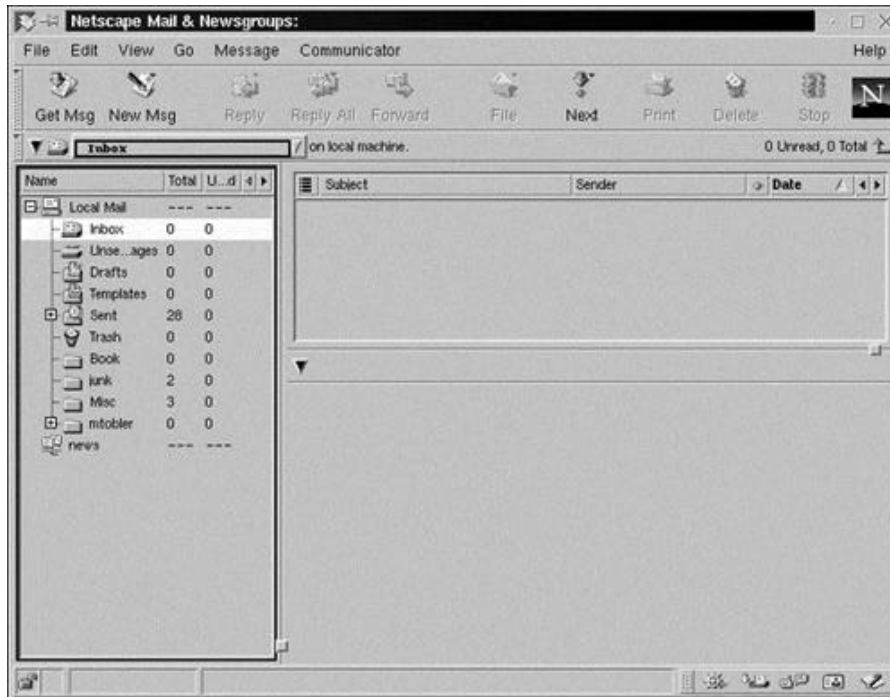 Netscape Mail & Newsgroups:
File Edit View Go Message Communicator Help
Get Msg New Msg Reply Reply All Forward File Next Print Delete Stop N
Inbox on local machine. 0 Unread, 0 Total
Name Total U...d Subject Sender Date
Local Mail --- ---
Inbox 0 0
Unse...ages 0 0
Drafts 0 0
Templates 0 0
Sent 28 0
Trash 0 0
Book 0 0
junk 2 0
Misc 3 0
mtobler 0 0
news --- ---